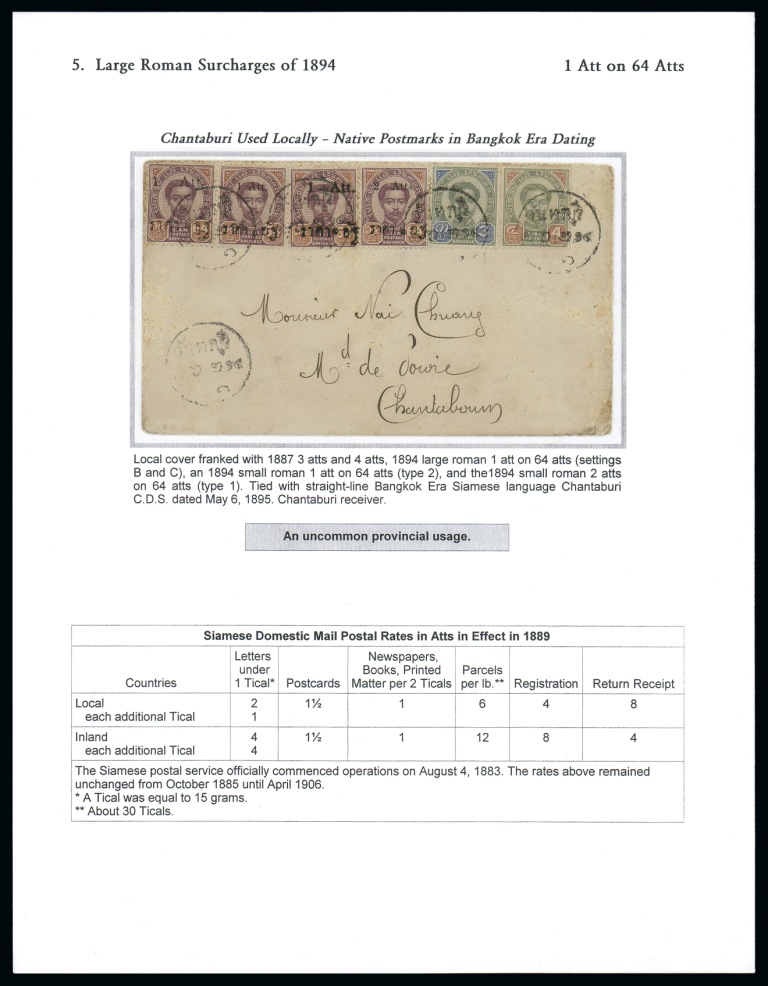 5. Large Roman Surcharges of 1894
1 Att on 64 Atts
Chantaburi Used Locally – Native Postmarks in Bangkok Era Dating
1 Att.
1 Att.
Att.
Monsieur Nai Chuang
Md de
Chantaboun
Local cover franked with 1887 3 atts and 4 atts, 1894 large roman 1 att on 64 atts (settings
B and C), an 1894 small roman 1 att on 64 atts (type 2), and the1894 small roman 2 atts
on 64 atts (type 1). Tied with straight-line Bangkok Era Siamese language Chantaburi
C.D.S. dated May 6, 1895. Chantaburi receiver.
An uncommon provincial usage.
Siamese Domestic Mail Postal Rates in Atts in Effect in 1889
Countries Letters under 1 Tical* Postcards Newspapers, Books, Printed Matter per 2 Ticals Parcels per lb.** Registration Return Receipt
Local 2 1½ 1 6 4 8
each additional Tical 1
Inland 4 1½ 1 12 8 4
each additional Tical 4
The Siamese postal service officially commenced operations on August 4, 1883. The rates above remained
unchanged from October 1885 until April 1906.
* A Tical was equal to 15 grams.
** About 30 Ticals.